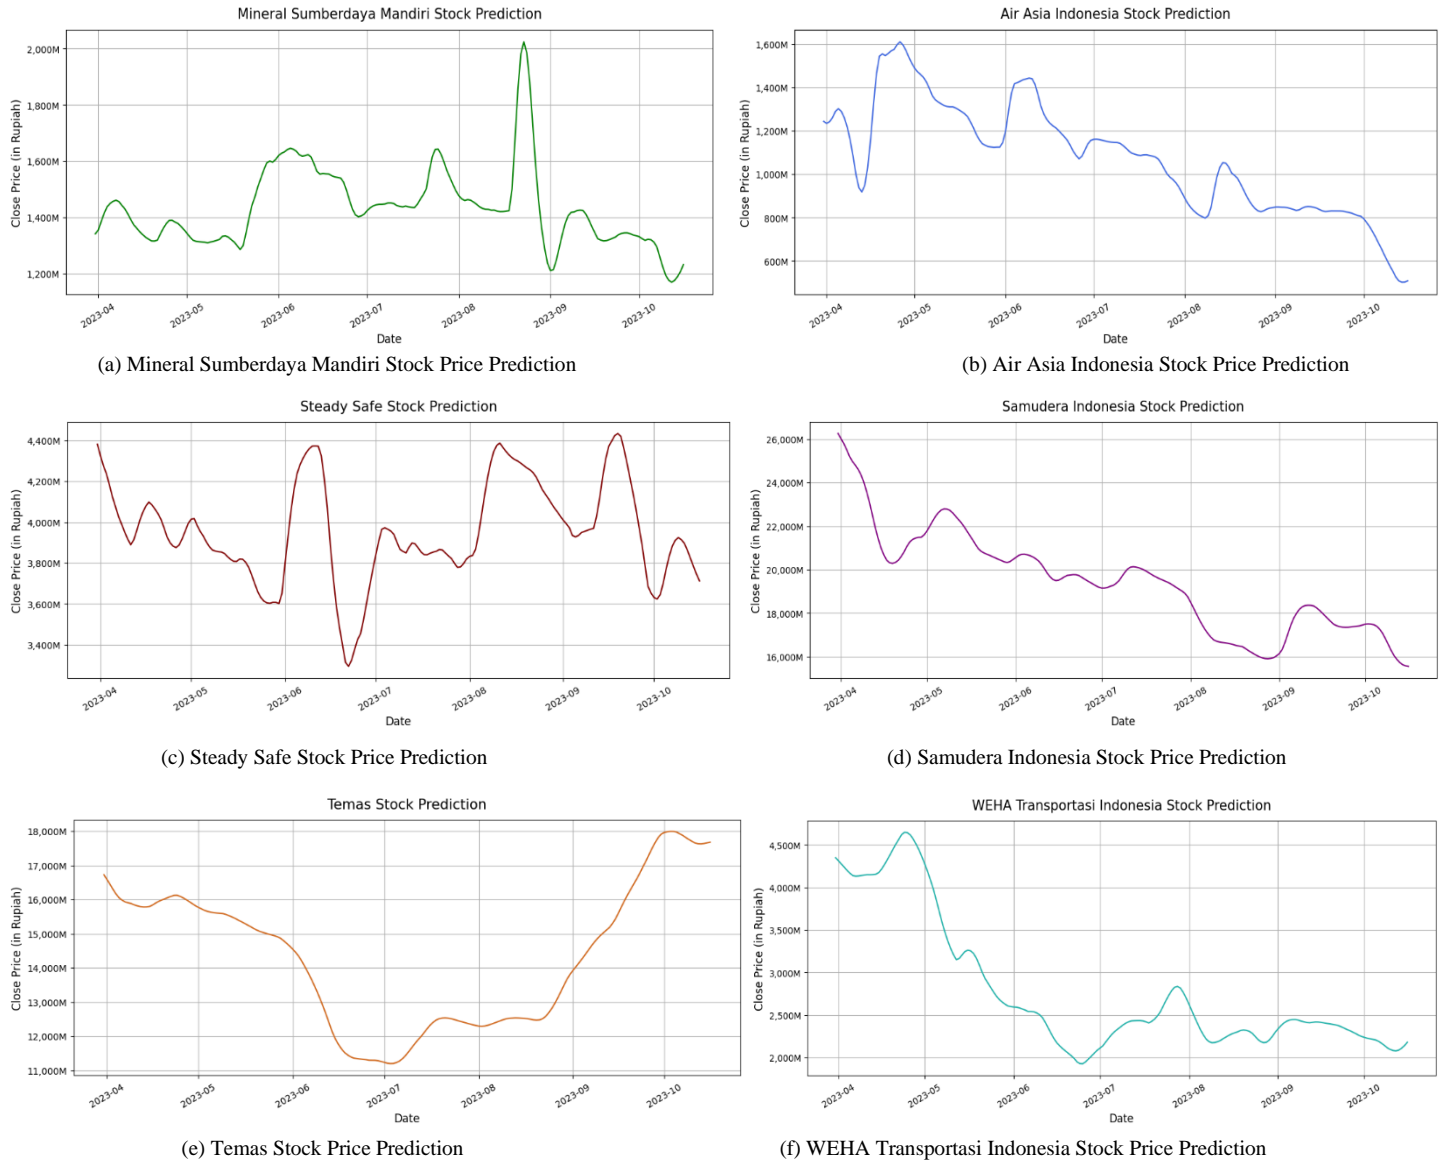 Mineral Sumberdaya Mandiri Stock Prediction
Close Price (in Rupiah)
2,000M
1,800M
1,600M
1,400M
1,200M
2023-04
2023-05
2023-06
2023-07
2023-08
2023-09
2023-10
Date
(a) Mineral Sumberdaya Mandiri Stock Price Prediction
Air Asia Indonesia Stock Prediction
Close Price (in Rupiah)
1,600M
1,400M
1,200M
1,000M
800M
600M
2023-04
2023-05
2023-06
2023-07
2023-08
2023-09
2023-10
Date
(b) Air Asia Indonesia Stock Price Prediction
Steady Safe Stock Prediction
Close Price (in Rupiah)
4,400M
4,200M
4,000M
3,800M
3,600M
3,400M
2023-04
2023-05
2023-06
2023-07
2023-08
2023-09
2023-10
Date
(c) Steady Safe Stock Price Prediction
Samudera Indonesia Stock Prediction
Close Price (in Rupiah)
26,000M
24,000M
22,000M
20,000M
18,000M
16,000M
2023-04
2023-05
2023-06
2023-07
2023-08
2023-09
2023-10
Date
(d) Samudera Indonesia Stock Price Prediction
Temas Stock Prediction
Close Price (in Rupiah)
18,000M
17,000M
16,000M
15,000M
14,000M
13,000M
12,000M
11,000M
2023-04
2023-05
2023-06
2023-07
2023-08
2023-09
2023-10
Date
(e) Temas Stock Price Prediction
WEHA Transportasi Indonesia Stock Prediction
Close Price (in Rupiah)
4,500M
4,000M
3,500M
3,000M
2,500M
2,000M
2023-04
2023-05
2023-06
2023-07
2023-08
2023-09
2023-10
Date
(f) WEHA Transportasi Indonesia Stock Price Prediction